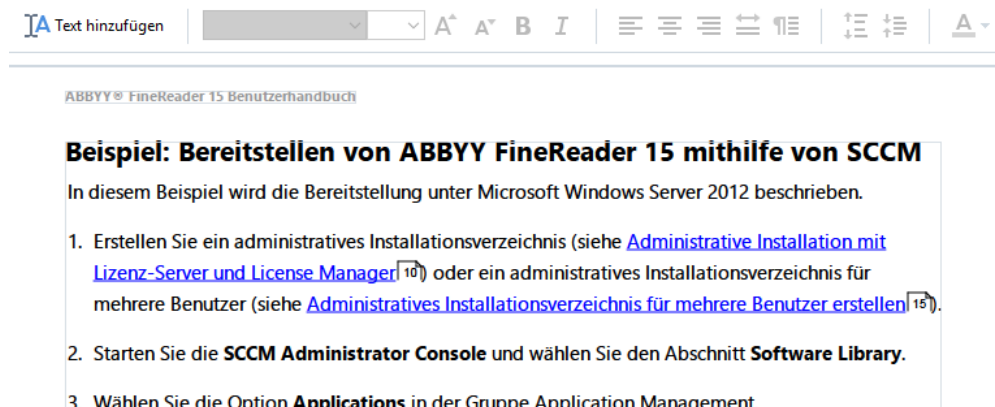 Text hinzufügen
ABBYY® FineReader 15 Benutzerhandbuch
Beispiel: Bereitstellen von ABBYY FineReader 15 mithilfe von SCCM
In diesem Beispiel wird die Bereitstellung unter Microsoft Windows Server 2012 beschrieben.
1. Erstellen Sie ein administratives Installationsverzeichnis (siehe Administrative Installation mit
Lizenz-Server und License Manager 10) oder ein administratives Installationsverzeichnis für
mehrere Benutzer (siehe Administratives Installationsverzeichnis für mehrere Benutzer erstellen 15).
2. Starten Sie die SCCM Administrator Console und wählen Sie den Abschnitt Software Library.
3. Wählen Sie die Option Applications in der Gruppe Application Management.